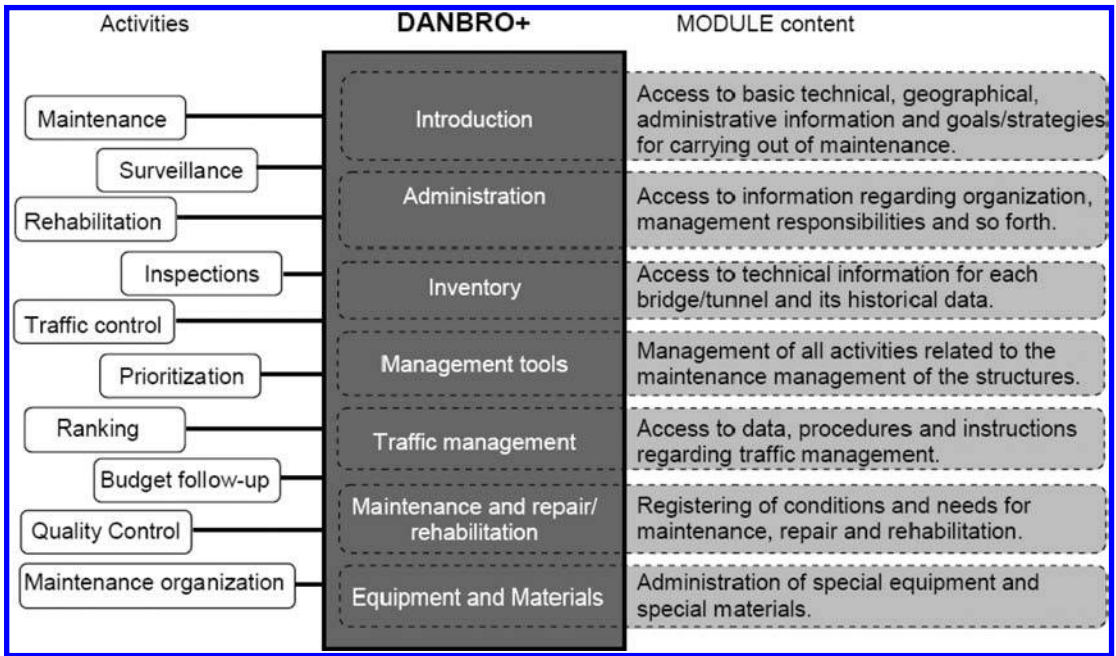 Activities
DANBRO+
MODULE content
Maintenance
Surveillance
Rehabilitation
Inspections
Traffic control
Prioritization
Ranking
Budget follow-up
Quality Control
Maintenance organization
Introduction
Access to basic technical, geographical,
administrative information and goals/strategies
for carrying out of maintenance.
Administration
Access to information regarding organization,
management responsibilities and so forth.
Inventory
Access to technical information for each
bridge/tunnel and its historical data.
Management tools
Management of all activities related to the
maintenance management of the structures.
Traffic management
Access to data, procedures and instructions
regarding traffic management.
Maintenance and repair/
rehabilitation
Registering of conditions and needs for
maintenance, repair and rehabilitation.
Equipment and Materials
Administration of special equipment and
special materials.